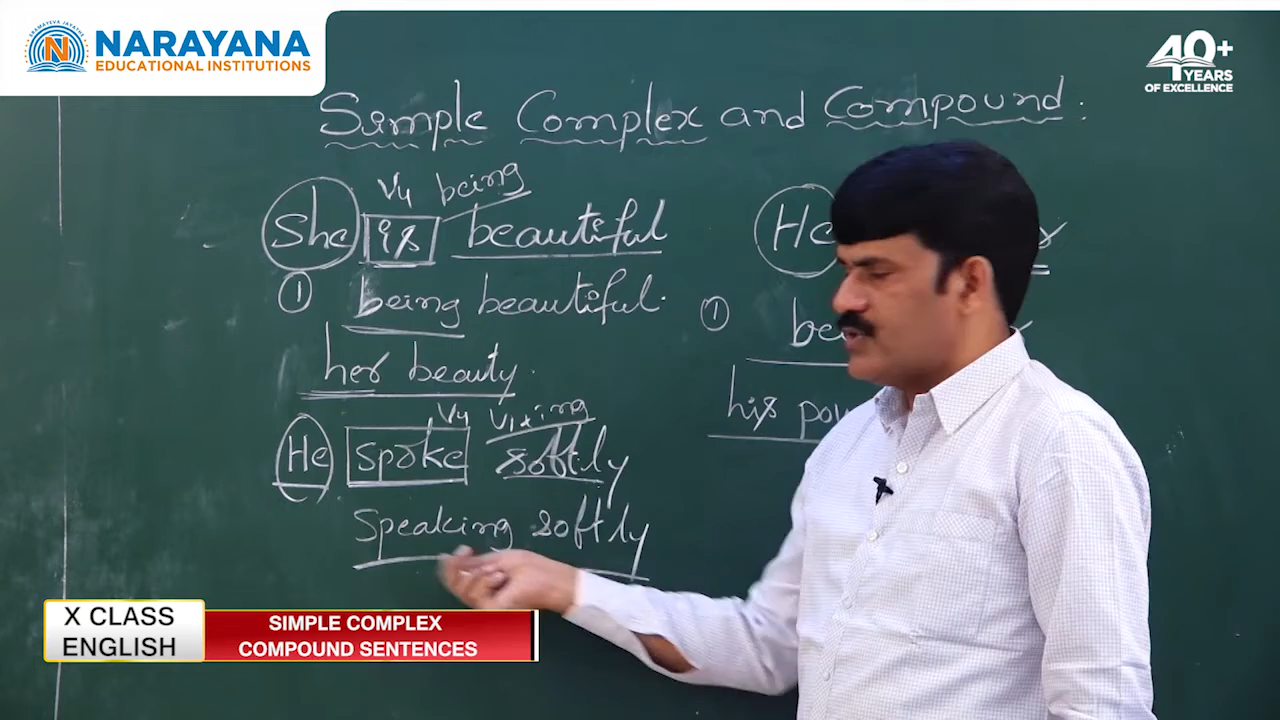 SHAMAYEVA JAYATHE
N NARAYANA
EDUCATIONAL INSTITUTIONS
40+
YEARS
OF EXCELLENCE
Simple Complex and Compound.
V4 being
She is beautiful
① being beautiful.
her beauty.
V4 V1+ing
He spoke softly
Speaking softly
He
①
his
X CLASS
ENGLISH
SIMPLE COMPLEX
COMPOUND SENTENCES